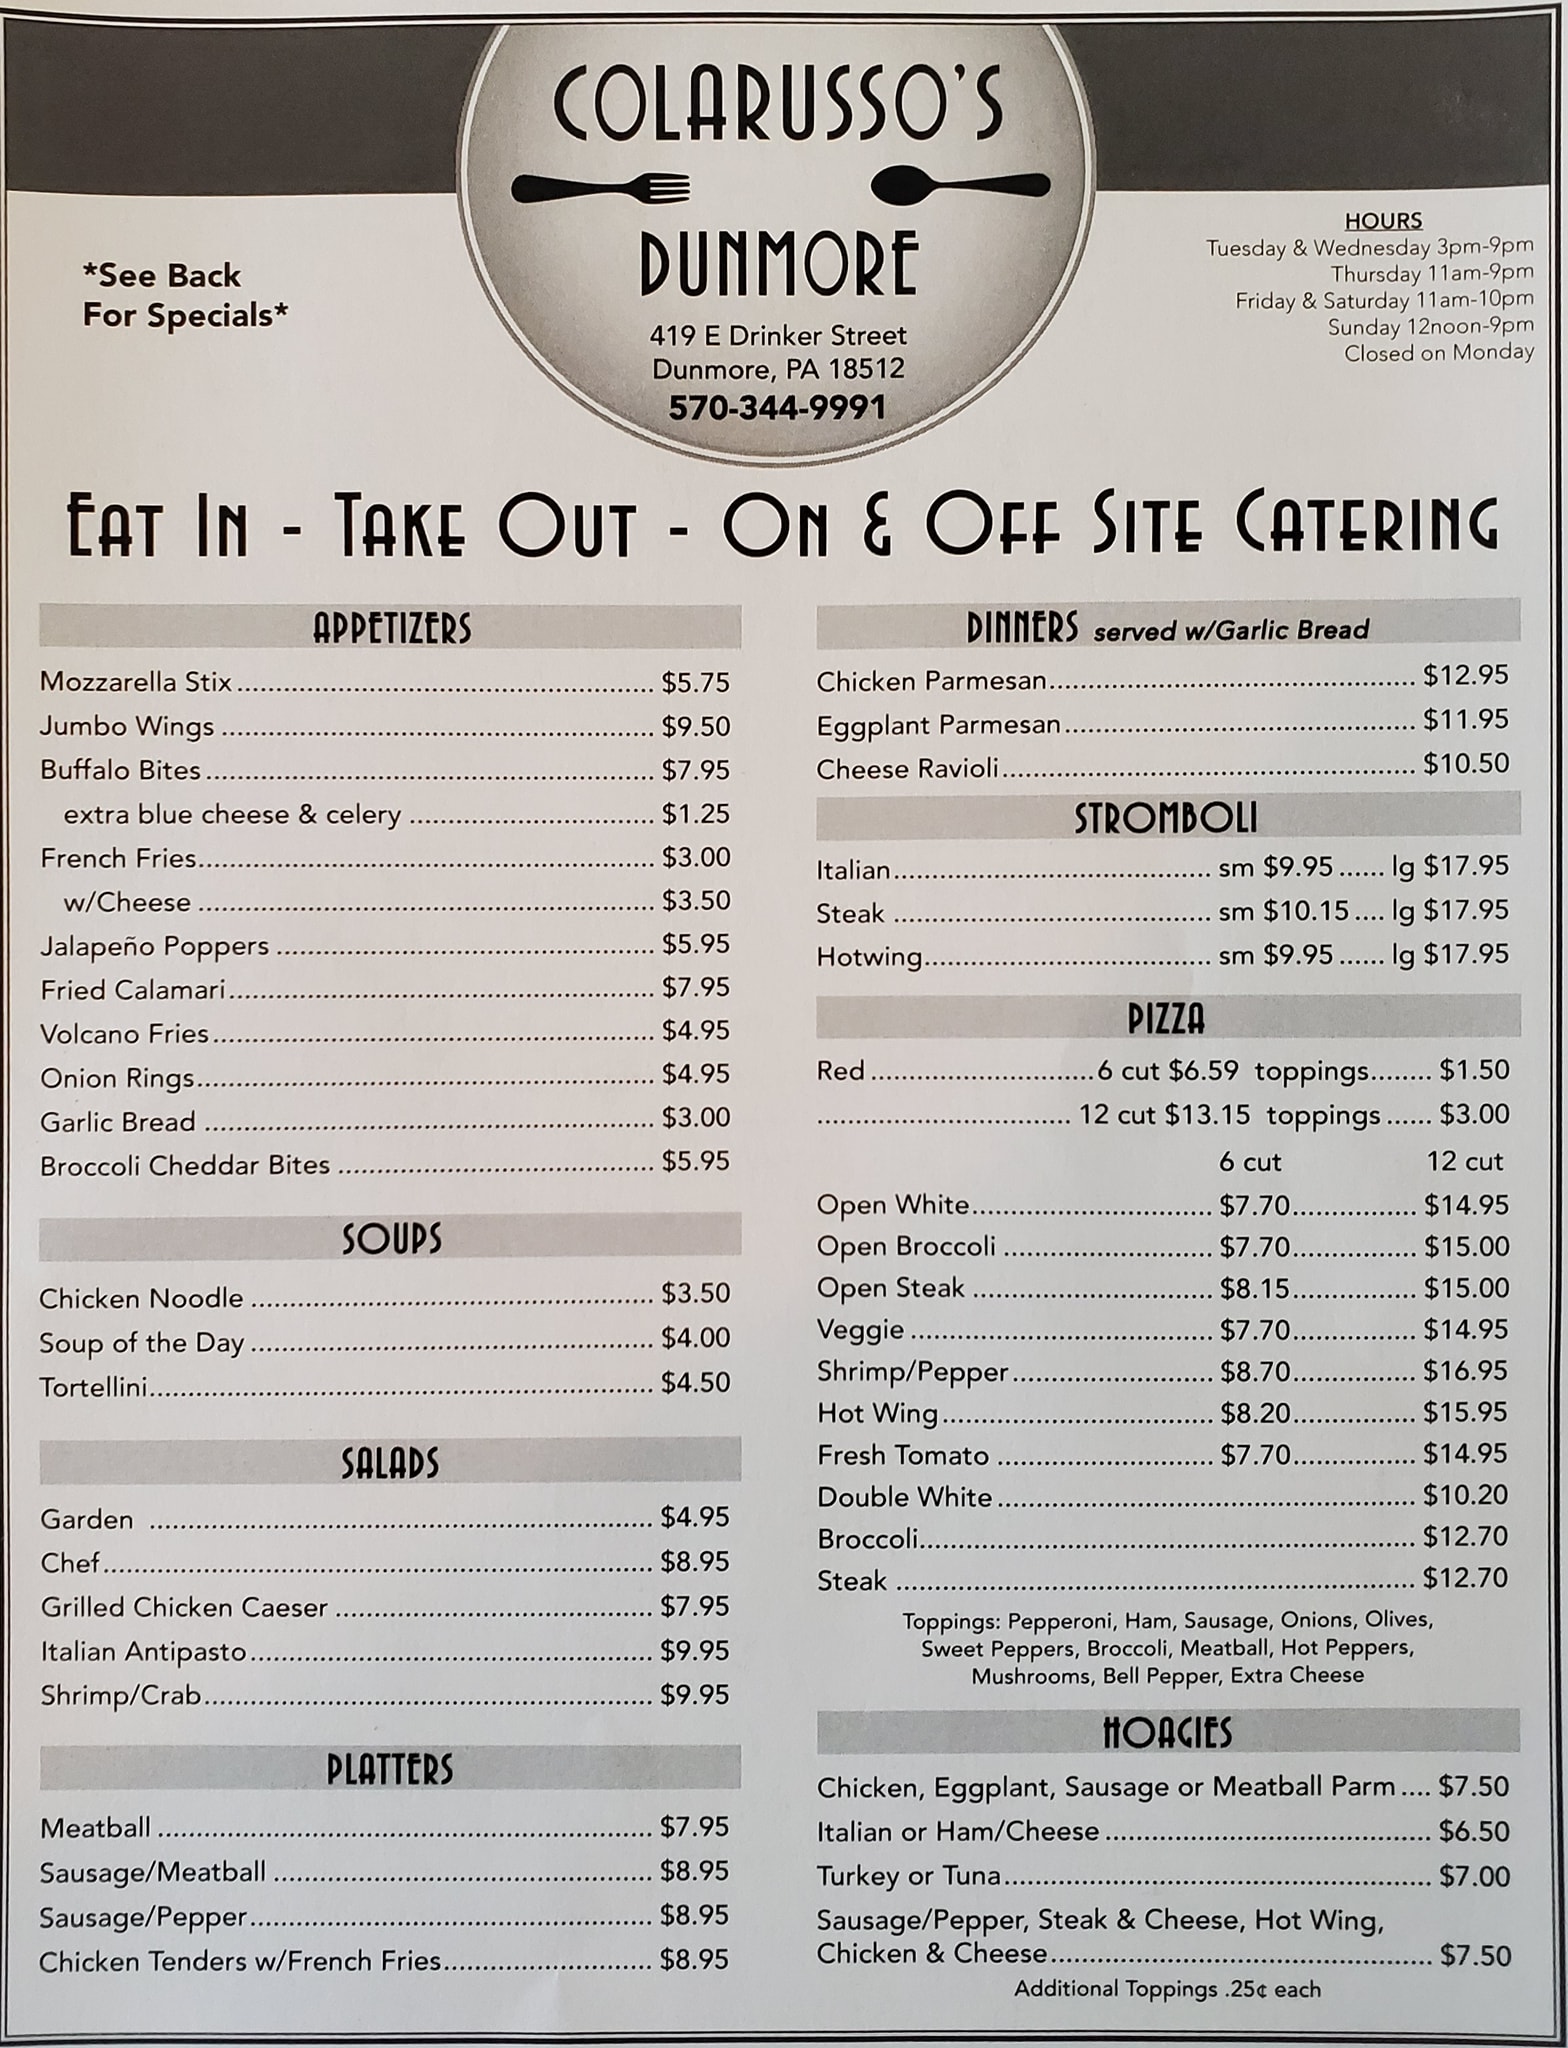 COLARUSSO'S
DUNMORE
419 E Drinker Street
Dunmore, PA 18512
570-344-9991
*See Back
For Specials*
HOURS
Tuesday & Wednesday 3pm-9pm
Thursday 11am-9pm
Friday & Saturday 11am-10pm
Sunday 12noon-9pm
Closed on Monday
EAT IN - TAKE OUT - ON & OFF SITE CATERING
APPETIZERS
Mozzarella Stix.......... $5.75
Jumbo Wings .......... $9.50
Buffalo Bites.......... $7.95
extra blue cheese & celery .......... $1.25
French Fries.......... $3.00
w/Cheese .......... $3.50
Jalapeño Poppers .......... $5.95
Fried Calamari.......... $7.95
Volcano Fries.......... $4.95
Onion Rings.......... $4.95
Garlic Bread .......... $3.00
Broccoli Cheddar Bites .......... $5.95
SOUPS
Chicken Noodle .......... $3.50
Soup of the Day .......... $4.00
Tortellini.......... $4.50
SALADS
Garden .......... $4.95
Chef.......... $8.95
Grilled Chicken Caeser .......... $7.95
Italian Antipasto.......... $9.95
Shrimp/Crab.......... $9.95
PLATTERS
Meatball .......... $7.95
Sausage/Meatball .......... $8.95
Sausage/Pepper.......... $8.95
Chicken Tenders w/French Fries.......... $8.95
DINNERS served w/Garlic Bread
Chicken Parmesan.......... $12.95
Eggplant Parmesan.......... $11.95
Cheese Ravioli.......... $10.50
STROMBOLI
Italian.......... sm $9.95 ...... lg $17.95
Steak .......... sm $10.15 .... lg $17.95
Hotwing.......... sm $9.95 ...... lg $17.95
PIZZA
Red ..........6 cut $6.59 toppings........ $1.50
.......... 12 cut $13.15 toppings ...... $3.00
6 cut 12 cut
Open White.......... $7.70.......... $14.95
Open Broccoli .......... $7.70.......... $15.00
Open Steak .......... $8.15.......... $15.00
Veggie .......... $7.70.......... $14.95
Shrimp/Pepper.......... $8.70.......... $16.95
Hot Wing.......... $8.20.......... $15.95
Fresh Tomato .......... $7.70.......... $14.95
Double White .......... $10.20
Broccoli.......... $12.70
Steak .......... $12.70
Toppings: Pepperoni, Ham, Sausage, Onions, Olives,
Sweet Peppers, Broccoli, Meatball, Hot Peppers,
Mushrooms, Bell Pepper, Extra Cheese
HOAGIES
Chicken, Eggplant, Sausage or Meatball Parm .... $7.50
Italian or Ham/Cheese .......... $6.50
Turkey or Tuna.......... $7.00
Sausage/Pepper, Steak & Cheese, Hot Wing,
Chicken & Cheese.......... $7.50
Additional Toppings .25¢ each